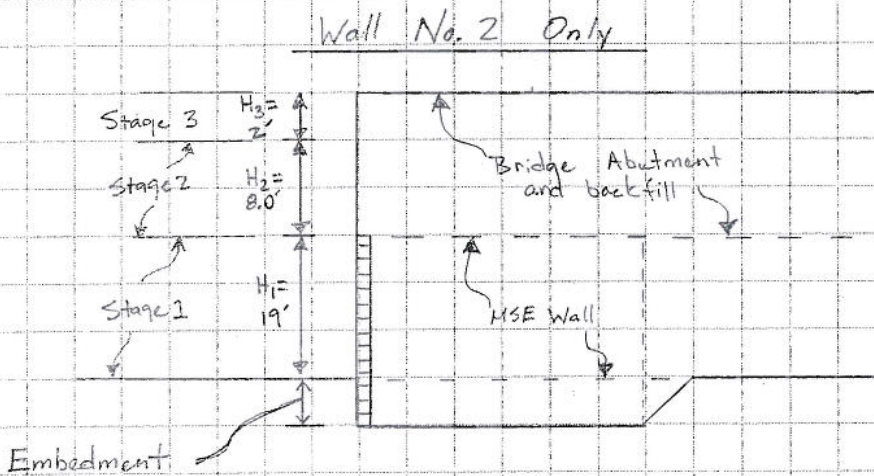 Wall No. 2 Only
Stage 3
H3=
2'
Stage 2
H2=
8.0'
Bridge Abutment
and backfill
Stage 1
H1=
19'
MSE Wall
Embedment